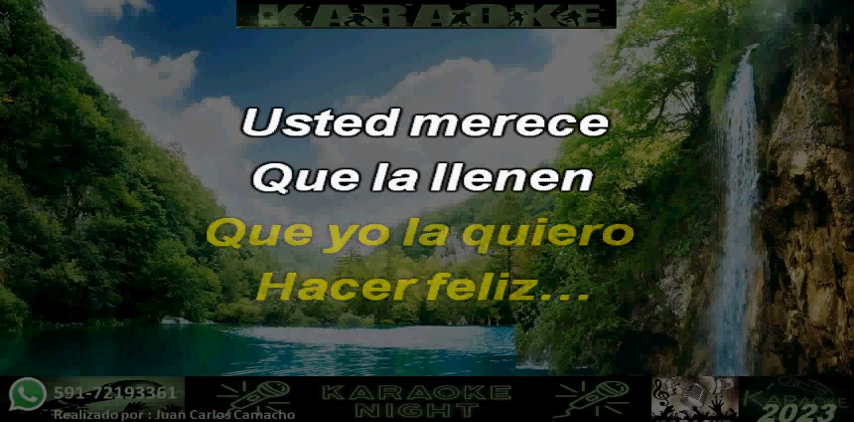 KARAOKE
Usted merece
Que la llenen
Que yo la quiero
Hacer feliz...
591-72193361
Realizado por : Juan Carlos Camacho
KARAOKE
NIGHT
KARAOKE
2023